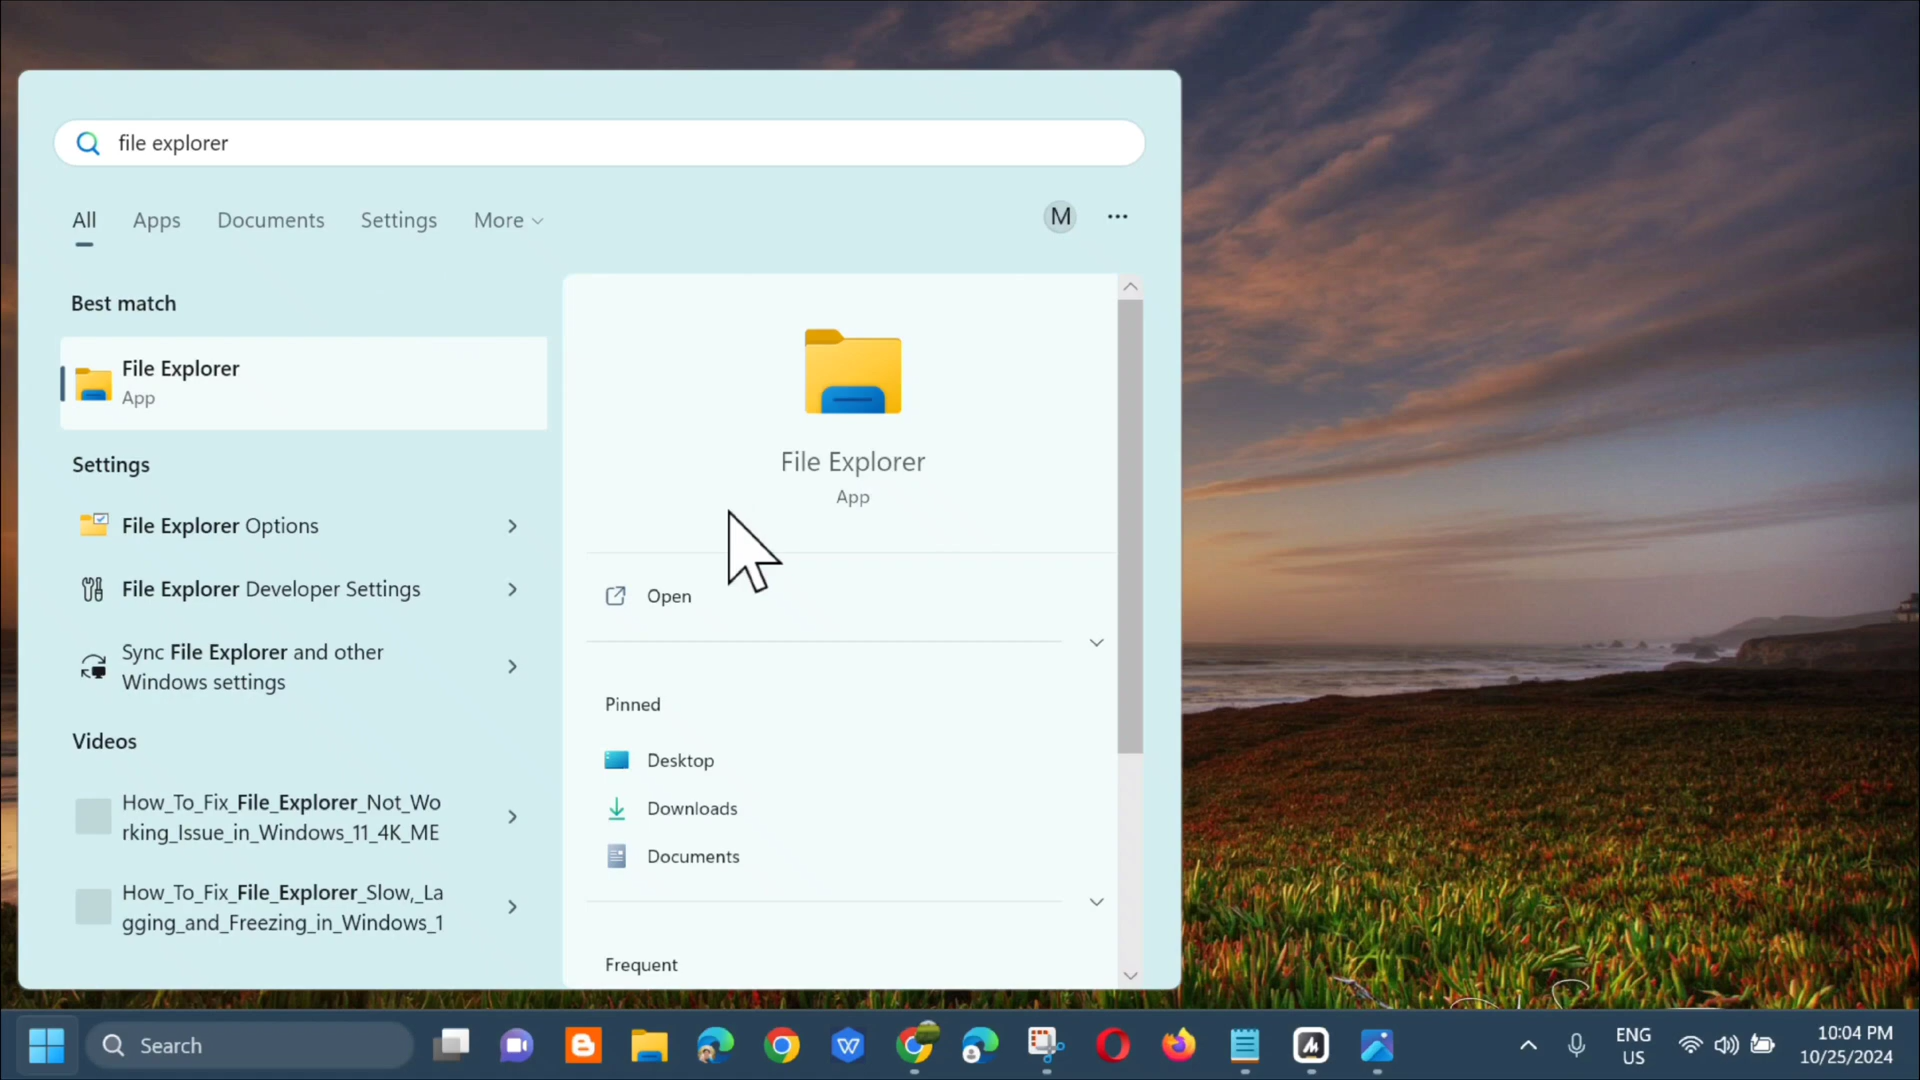 file explorer
All Apps Documents Settings More M
Best match
File Explorer
App
Settings
File Explorer Options
File Explorer Developer Settings
Sync File Explorer and other
Windows settings
Videos
How_To_Fix_File_Explorer_Not_Wo
rking_Issue_in_Windows_11_4K_ME
How_To_Fix_File_Explorer_Slow,_La
gging_and_Freezing_in_Windows_1
File Explorer
App
Open
Pinned
Desktop
Downloads
Documents
Frequent
Search
ENG
US
10:04 PM
10/25/2024